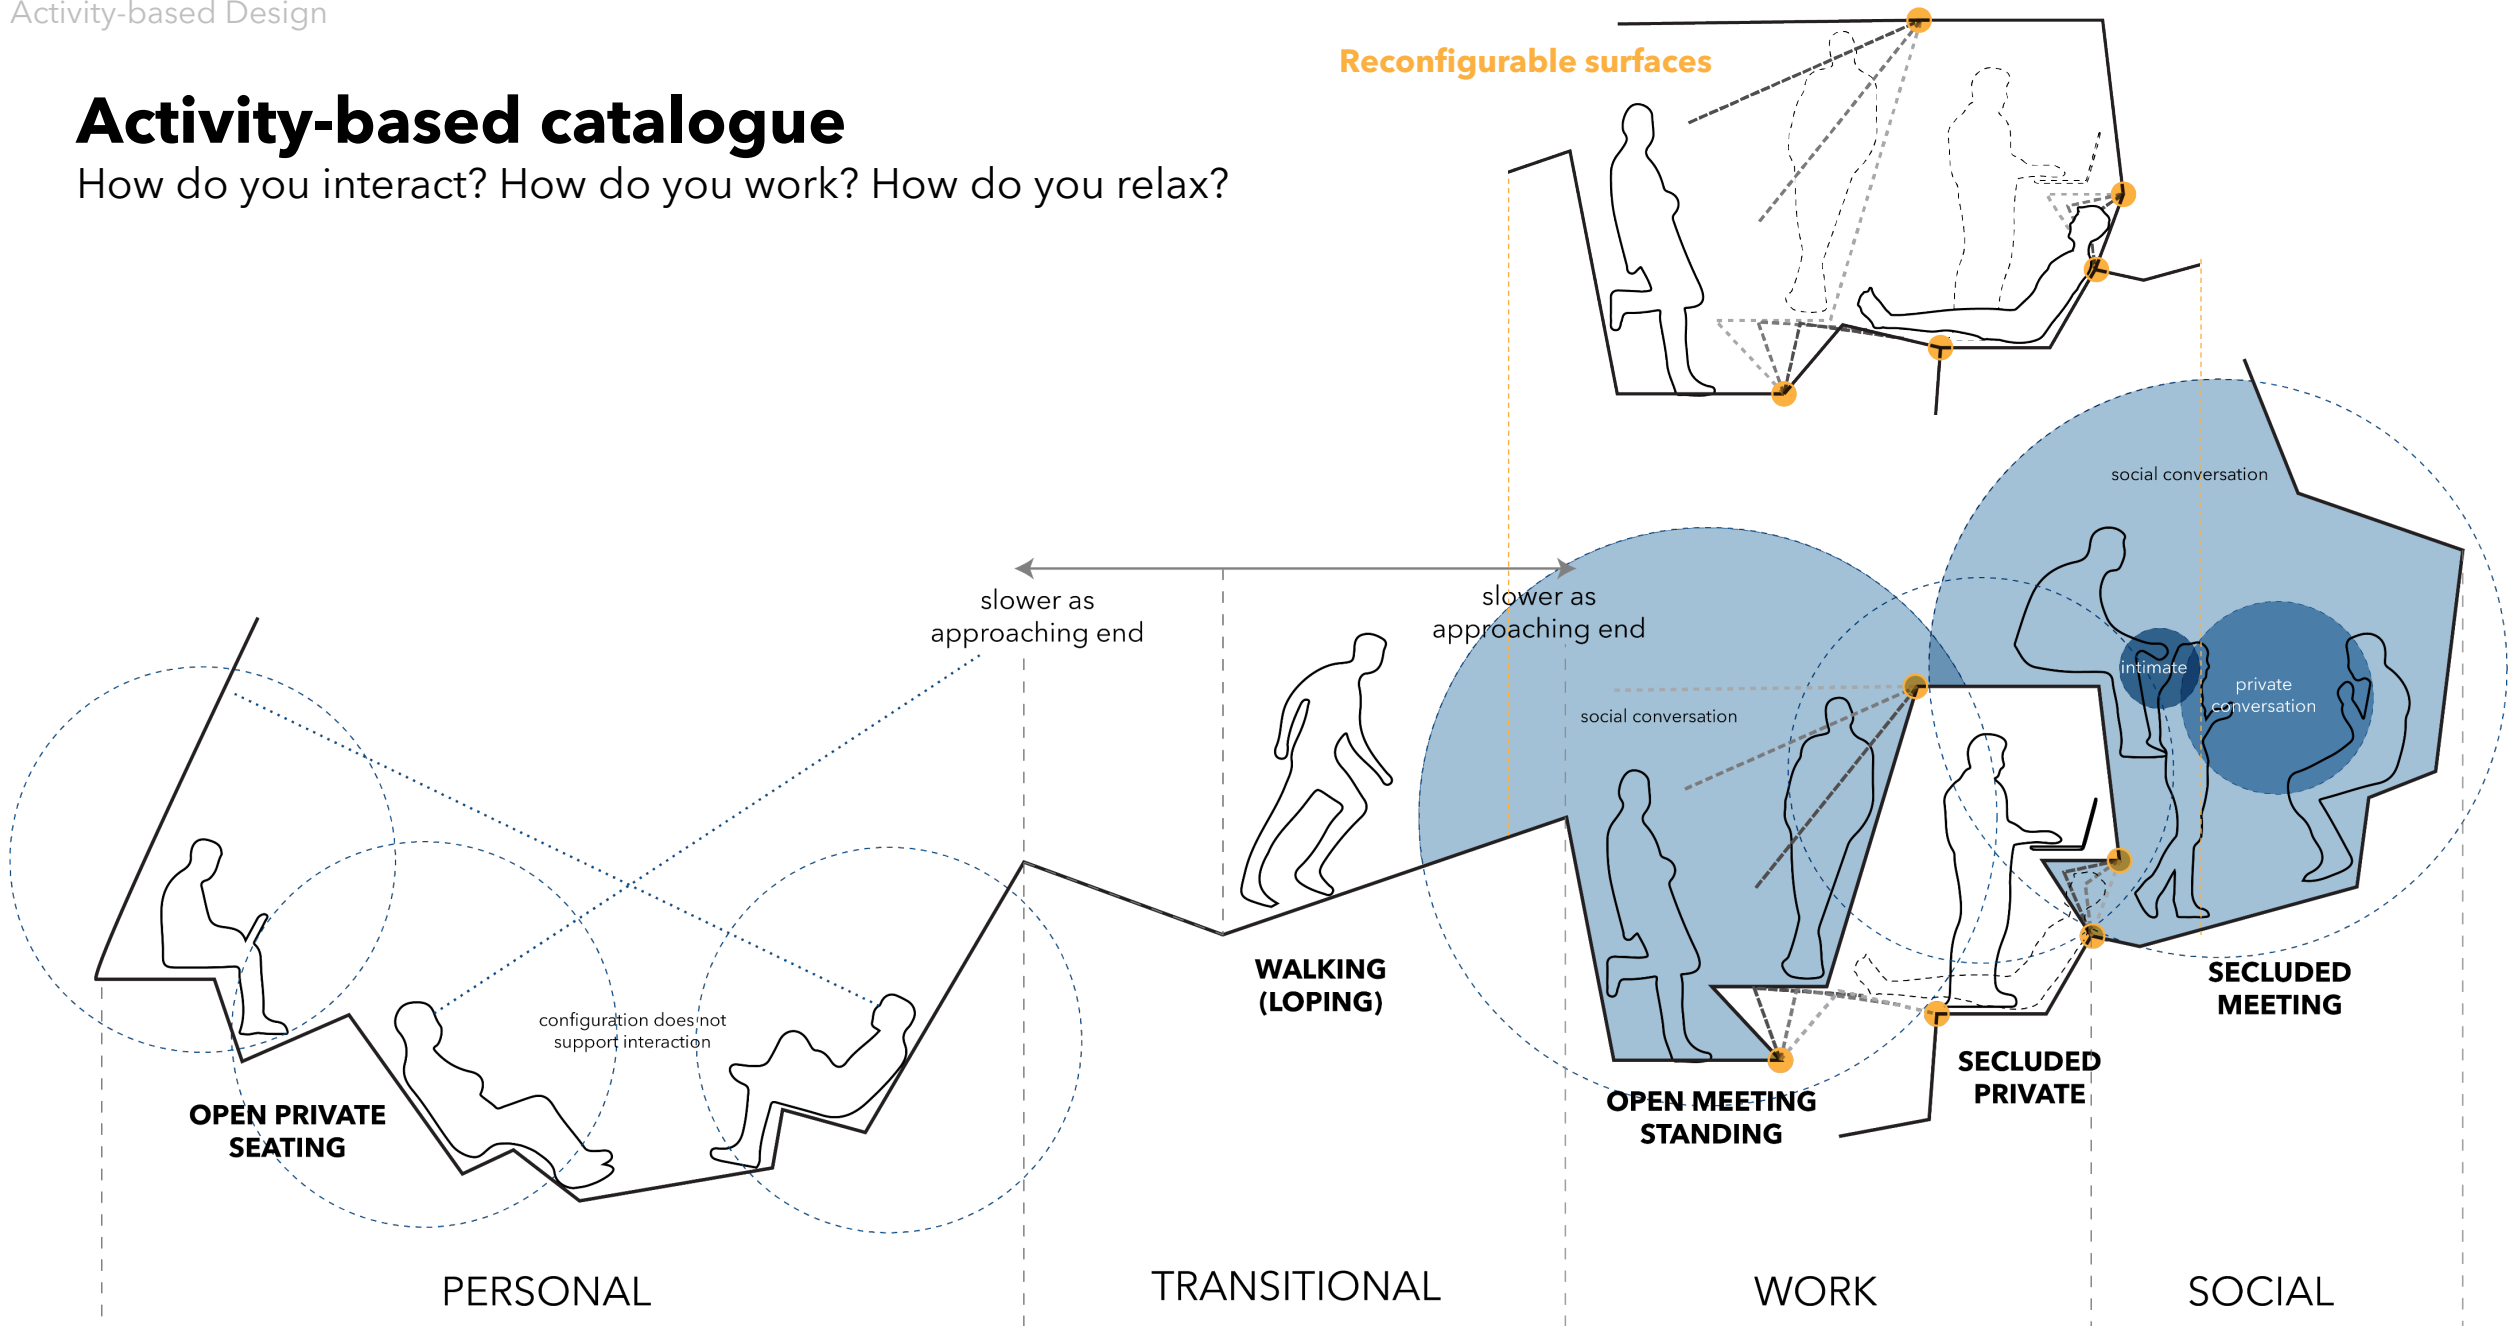 Activity-based Design
Activity-based catalogue
How do you interact? How do you work? How do you relax?
Reconfigurable surfaces
social conversation
slower as
approaching end
slower as
approaching end
intimate
private
conversation
social conversation
WALKING
(LOPING)
SECLUDED
MEETING
configuration does not
support interaction
SECLUDED
PRIVATE
OPEN PRIVATE
SEATING
OPEN MEETING
STANDING
PERSONAL
TRANSITIONAL
WORK
SOCIAL